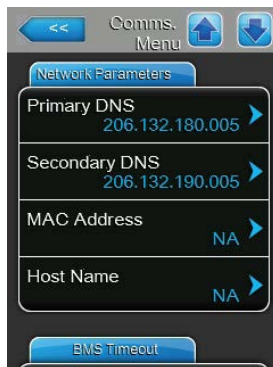 << Comms.
Menu
Network Parameters
Primary DNS
206.132.180.005
Secondary DNS
206.132.190.005
MAC Address
NA
Host Name
NA
BMS Timeout